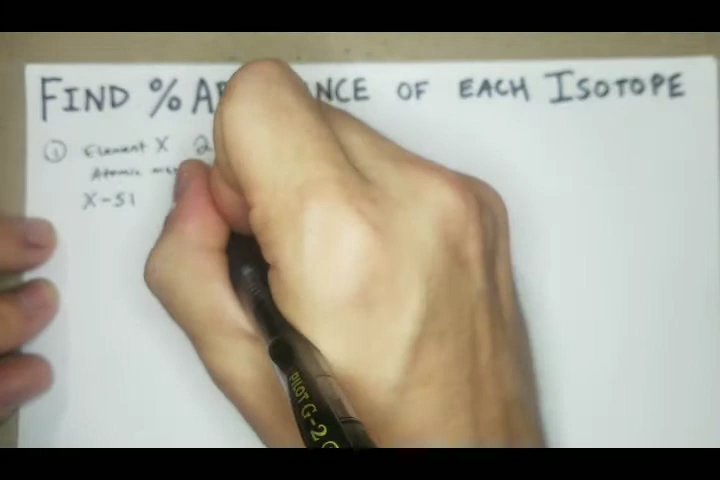 FIND % A NCE OF EACH ISOTOPE
① Element X 2
Atomic
X-51
PILOT G-2